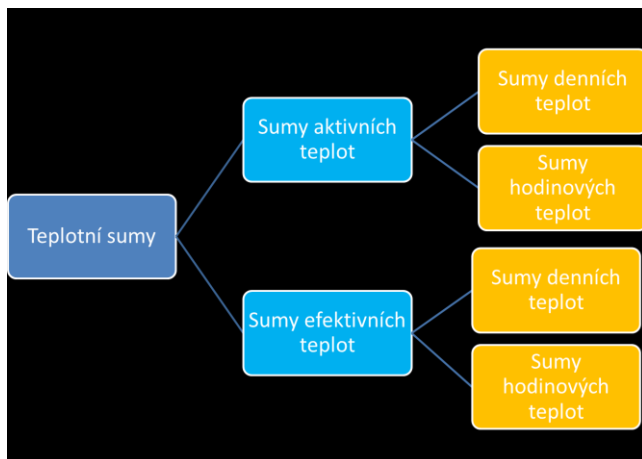 Teplotní sumy
Sumy aktivních
teplot
Sumy denních
teplot
Sumy
hodinových
teplot
Sumy efektivních
teplot
Sumy denních
teplot
Sumy
hodinových
teplot